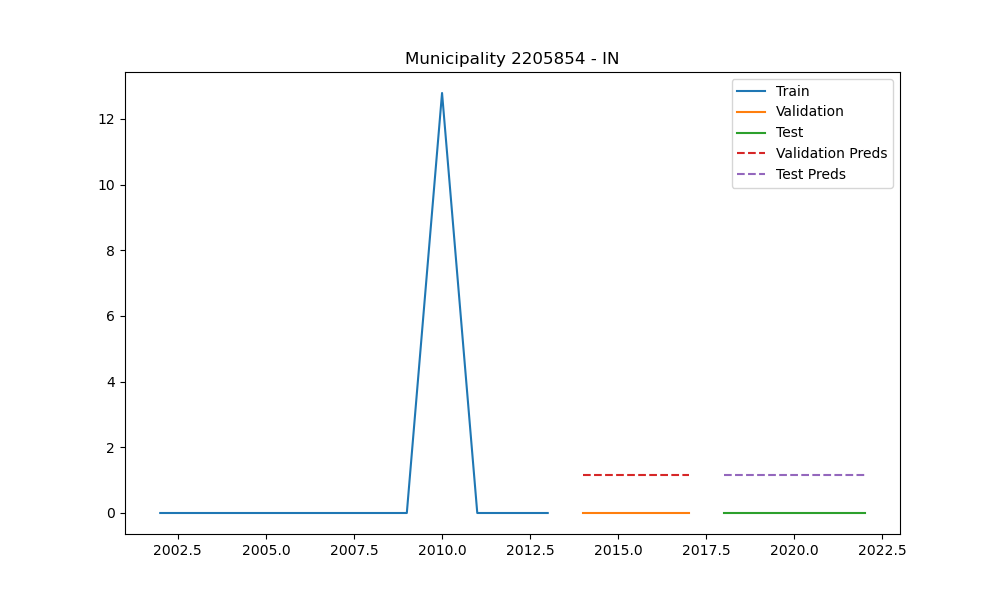 Municipality 2205854 - IN
Train
Validation
Test
Validation Preds
Test Preds
12
10
8
6
4
2
0
2002.5 2005.0 2007.5 2010.0 2012.5 2015.0 2017.5 2020.0 2022.5